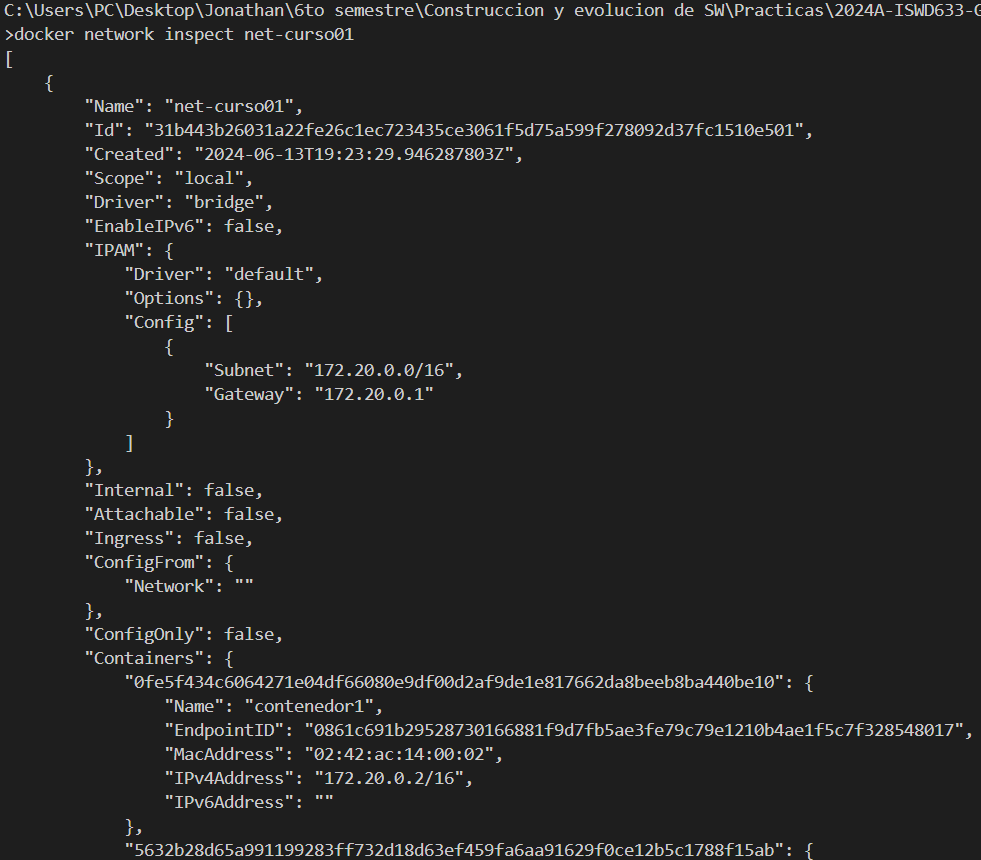 C:\Users\PC\Desktop\Jonathan\6to semestre\Construccion y evolucion de SW\Practicas\2024A-ISWD633-G
>docker network inspect net-curso01
[
    {
        "Name": "net-curso01",
        "Id": "31b443b26031a22fe26c1ec723435ce3061f5d75a599f278092d37fc1510e501",
        "Created": "2024-06-13T19:23:29.946287803Z",
        "Scope": "local",
        "Driver": "bridge",
        "EnableIPv6": false,
        "IPAM": {
            "Driver": "default",
            "Options": {},
            "Config": [
                {
                    "Subnet": "172.20.0.0/16",
                    "Gateway": "172.20.0.1"
                }
            ]
        },
        "Internal": false,
        "Attachable": false,
        "Ingress": false,
        "ConfigFrom": {
            "Network": ""
        },
        "ConfigOnly": false,
        "Containers": {
            "0fe5f434c6064271e04df66080e9df00d2af9de1e817662da8beeb8ba440be10": {
                "Name": "contenedor1",
                "EndpointID": "0861c691b29528730166881f9d7fb5ae3fe79c79e1210b4ae1f5c7f328548017",
                "MacAddress": "02:42:ac:14:00:02",
                "IPv4Address": "172.20.0.2/16",
                "IPv6Address": ""
            },
            "5632b28d65a991199283ff732d18d63ef459fa6aa91629f0ce12b5c1788f15ab": {